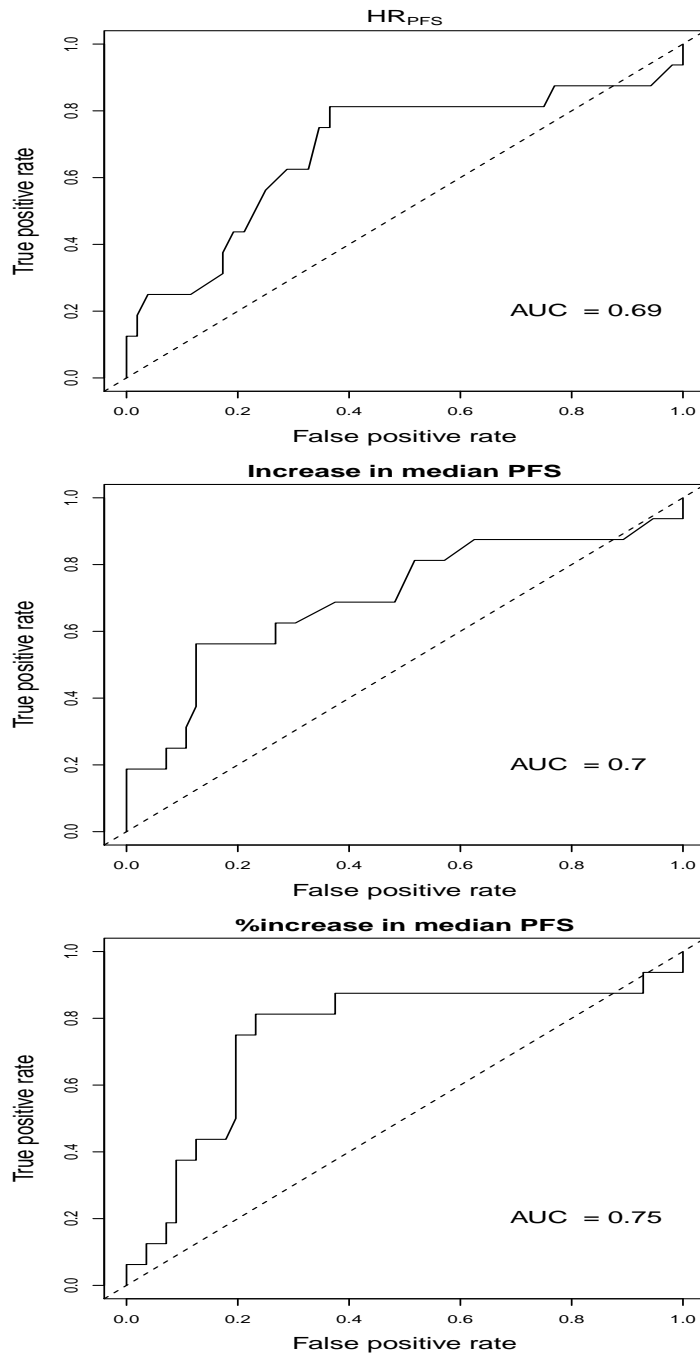 HR_PFS
True positive rate
1.0
0.8
0.6
0.4
0.2
0.0
AUC = 0.69
0.0 0.2 0.4 0.6 0.8 1.0
False positive rate
Increase in median PFS
True positive rate
1.0
0.8
0.6
0.4
0.2
0.0
AUC = 0.7
0.0 0.2 0.4 0.6 0.8 1.0
False positive rate
%increase in median PFS
True positive rate
1.0
0.8
0.6
0.4
0.2
0.0
AUC = 0.75
0.0 0.2 0.4 0.6 0.8 1.0
False positive rate